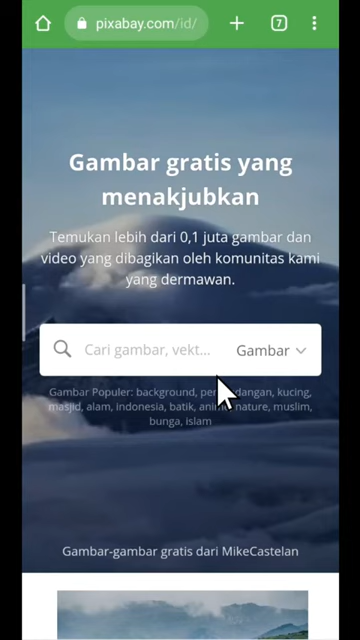 pixabay.com/id/
7
Gambar gratis yang
menakjubkan
Temukan lebih dari 0,1 juta gambar dan
video yang dibagikan oleh komunitas kami
yang dermawan.
Cari gambar, vekt... Gambar
Gambar Populer: background,
masjid, alam, indonesia, batik, nature, muslim,
bunga, islam
Gambar-gambar gratis dari MikeCastelan